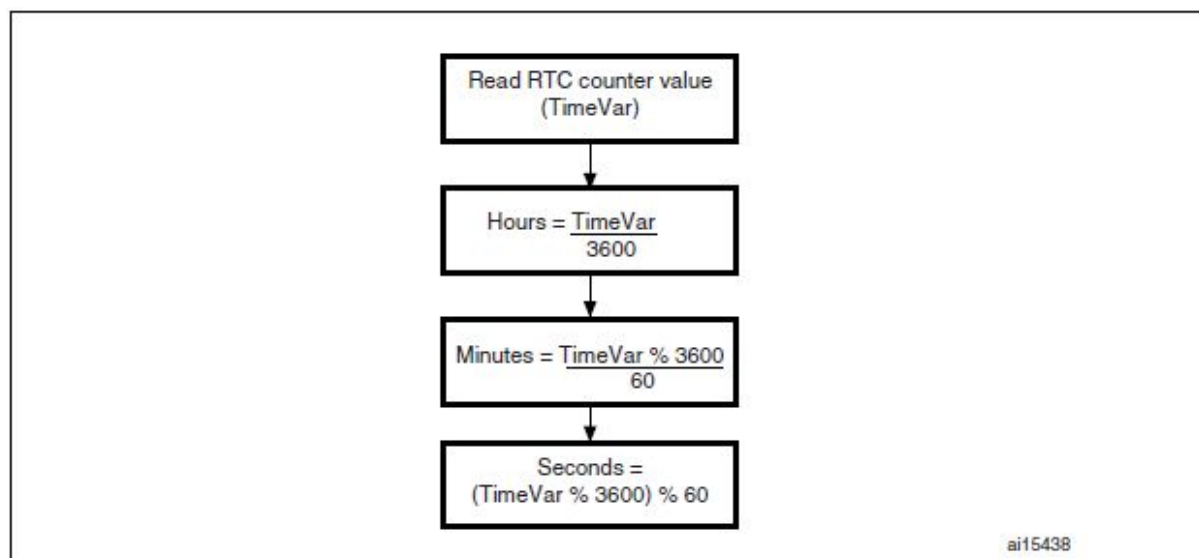 Read RTC counter value
(TimeVar)
Hours = TimeVar
3600
Minutes = TimeVar % 3600
60
Seconds =
(TimeVar % 3600) % 60
ai15438